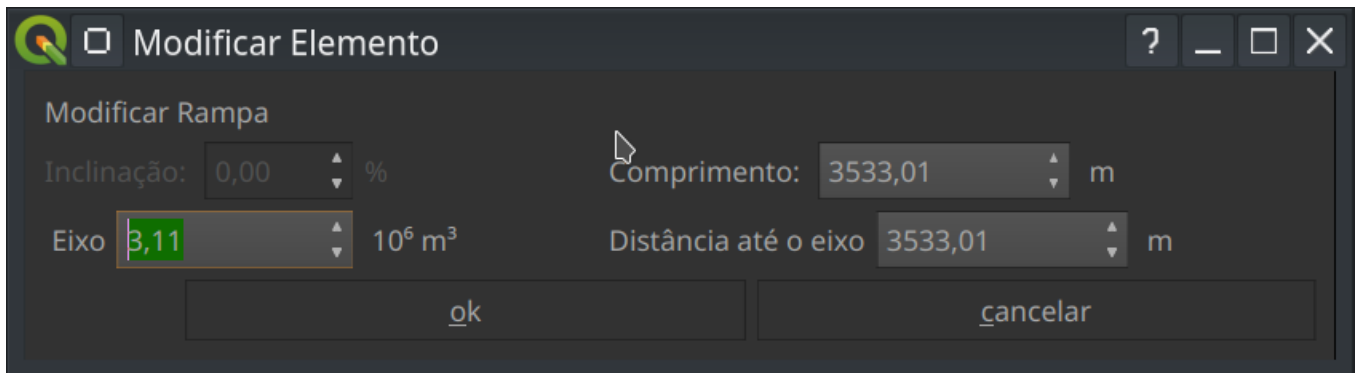 Modificar Elemento
Modificar Rampa
Inclinação: 0,00 % Comprimento: 3533,01 m
Eixo 3,11 10⁶ m³ Distância até o eixo 3533,01 m
ok cancelar